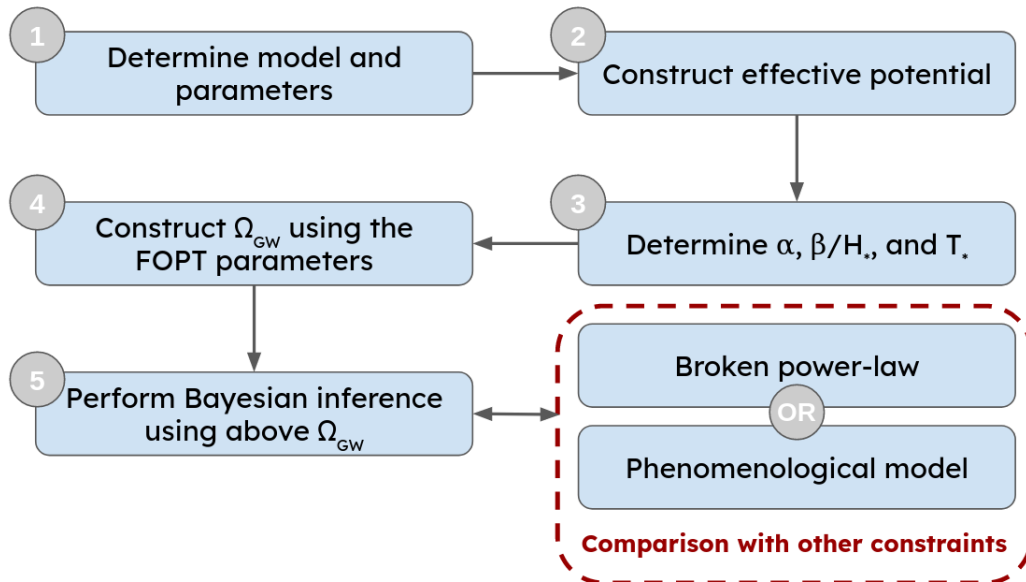 1
Determine model and
parameters
2
Construct effective potential
3
Determine α, β/H*, and T*
4
Construct Ω_GW using the
FOPT parameters
5
Perform Bayesian inference
using above Ω_GW
Broken power-law
OR
Phenomenological model
Comparison with other constraints